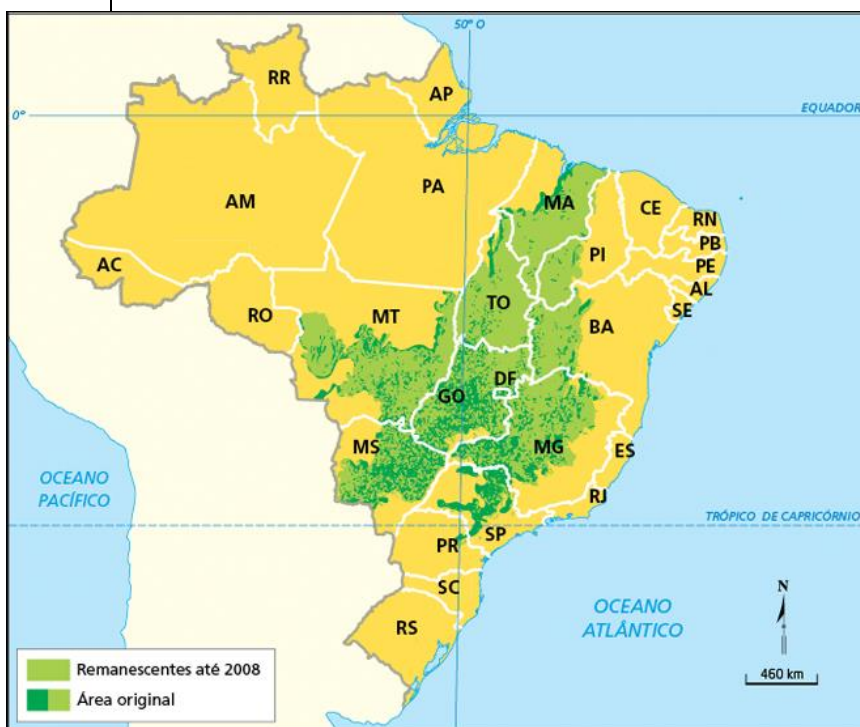 50° O
RR
AP
0°
EQUADOR
AM
PA
MA
CE
RN
PB
PE
AL
SE
PI
AC
TO
RO
MT
BA
DF
GO
MS
MG
ES
OCEANO
PACÍFICO
RJ
TRÓPICO DE CAPRICÓRNIO
SP
PR
SC
OCEANO
ATLÂNTICO
N
RS
Remanescentes até 2008
Área original
460 km